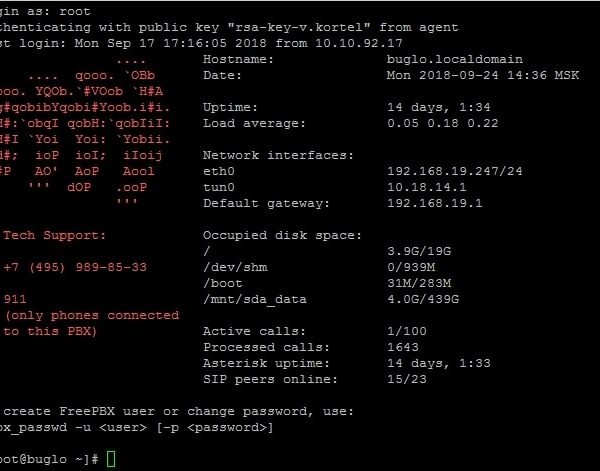 gin as: root
thenticating with public key "rsa-key-v.kortel" from agent
st login: Mon Sep 17 17:16:05 2018 from 10.10.92.17
.... Hostname: buglo.localdomain
.... qooo. `OBb Date: Mon 2018-09-24 14:36 MSK
ooo. YQOb.`#VOob `H#A
g#qobibYqobi#Yoob.i#i. Uptime: 14 days, 1:34
H#:`obqI qobH:`qobIiI: Load average: 0.05 0.18 0.22
H#I `Yoi Yoi: `Yobii.
d#; ioP ioI; iIoij Network interfaces:
#P AO' AoP Aool eth0 192.168.19.247/24
''' dOP .ooP tun0 10.18.14.1
''' Default gateway: 192.168.19.1
Tech Support: Occupied disk space:
/ 3.9G/19G
+7 (495) 989-85-33 /dev/shm 0/939M
/boot 31M/283M
911 /mnt/sda_data 4.0G/439G
(only phones connected
to this PBX) Active calls: 1/100
Processed calls: 1643
Asterisk uptime: 14 days, 1:33
SIP peers online: 15/23
create FreePBX user or change password, use:
bx_passwd -u <user> [-p <password>]
oot@buglo ~]#